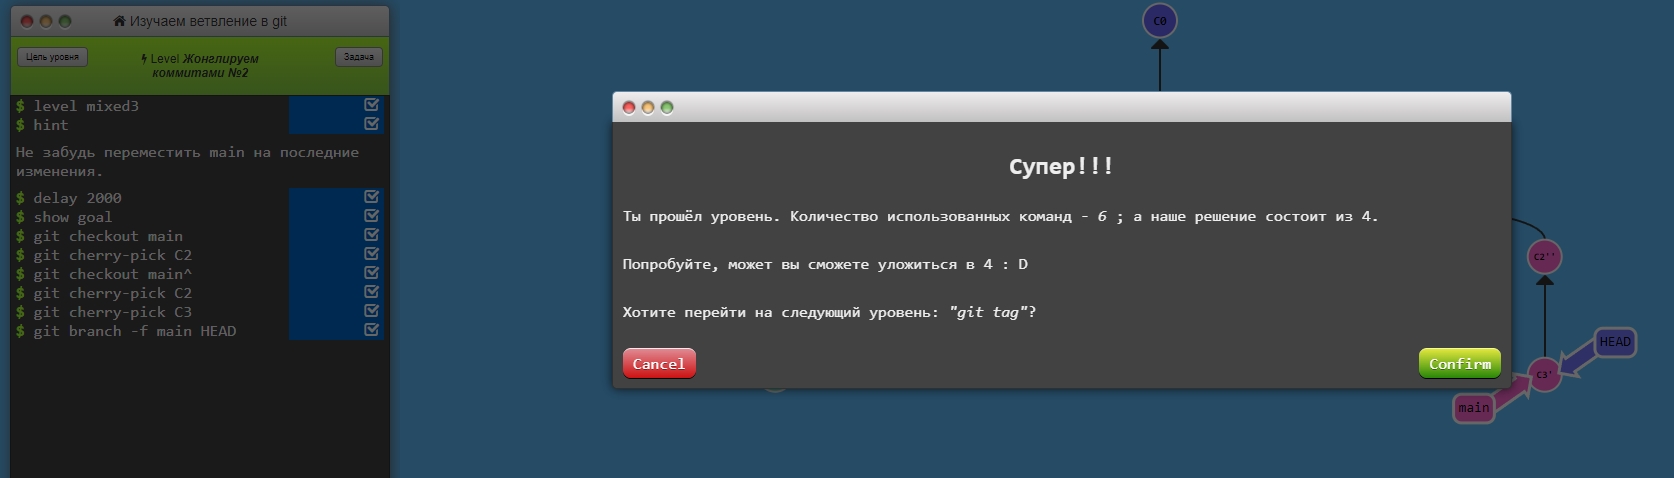 Изучаем ветвление в git
Цель уровня
Level Жонглируем
коммитами №2
Задача
$ level mixed3
$ hint
Не забудь переместить main на последние
изменения.
$ delay 2000
$ show goal
$ git checkout main
$ git cherry-pick C2
$ git checkout main^
$ git cherry-pick C2
$ git cherry-pick C3
$ git branch -f main HEAD
C0
Супер!!!
Ты прошёл уровень. Количество использованных команд - 6 ; а наше решение состоит из 4.
Попробуйте, может вы сможете уложиться в 4 : D
Хотите перейти на следующий уровень: "git tag"?
Cancel
Confirm
C2''
HEAD
C3'
main